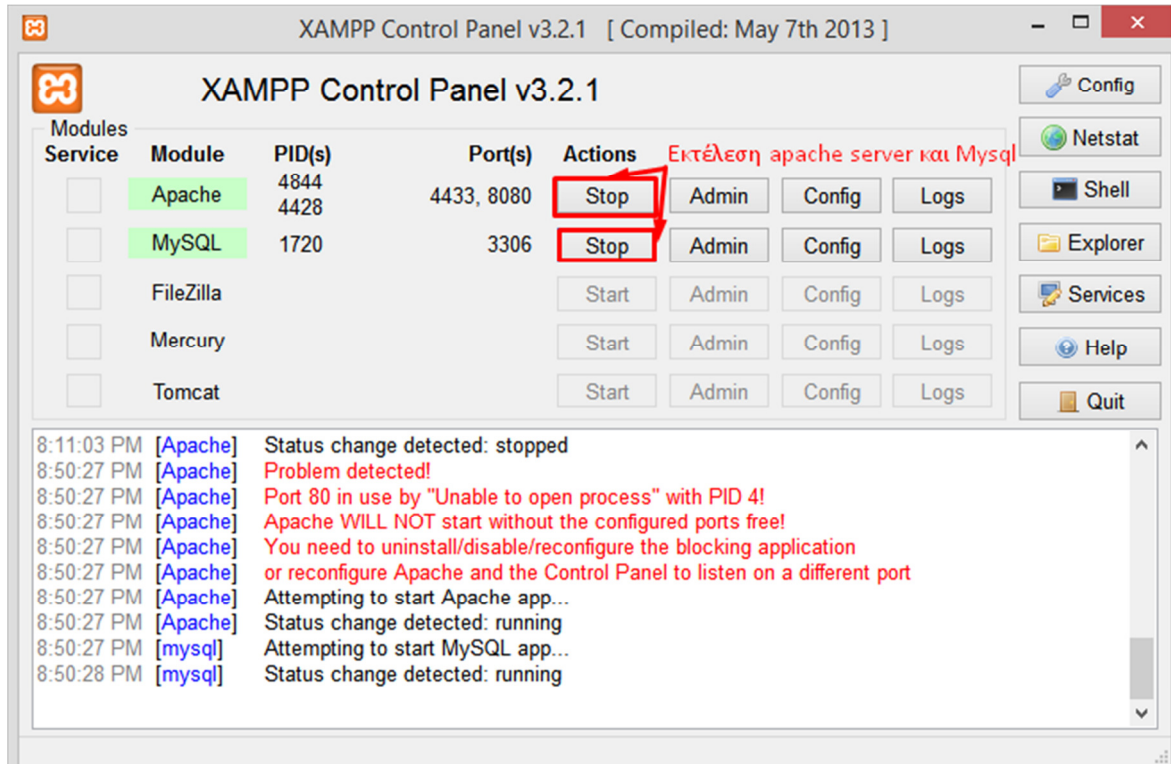 XAMPP Control Panel v3.2.1 [ Compiled: May 7th 2013 ]
XAMPP Control Panel v3.2.1
Config
Modules
Service Module PID(s) Port(s) Actions Εκτέλεση apache server και Mysql
Netstat
Apache 4844 4428 4433, 8080 Stop Admin Config Logs
Shell
MySQL 1720 3306 Stop Admin Config Logs
Explorer
FileZilla Start Admin Config Logs
Services
Mercury Start Admin Config Logs
Help
Tomcat Start Admin Config Logs
Quit
8:11:03 PM [Apache] Status change detected: stopped
8:50:27 PM [Apache] Problem detected!
8:50:27 PM [Apache] Port 80 in use by "Unable to open process" with PID 4!
8:50:27 PM [Apache] Apache WILL NOT start without the configured ports free!
8:50:27 PM [Apache] You need to uninstall/disable/reconfigure the blocking application
8:50:27 PM [Apache] or reconfigure Apache and the Control Panel to listen on a different port
8:50:27 PM [Apache] Attempting to start Apache app...
8:50:27 PM [Apache] Status change detected: running
8:50:27 PM [mysql] Attempting to start MySQL app...
8:50:28 PM [mysql] Status change detected: running